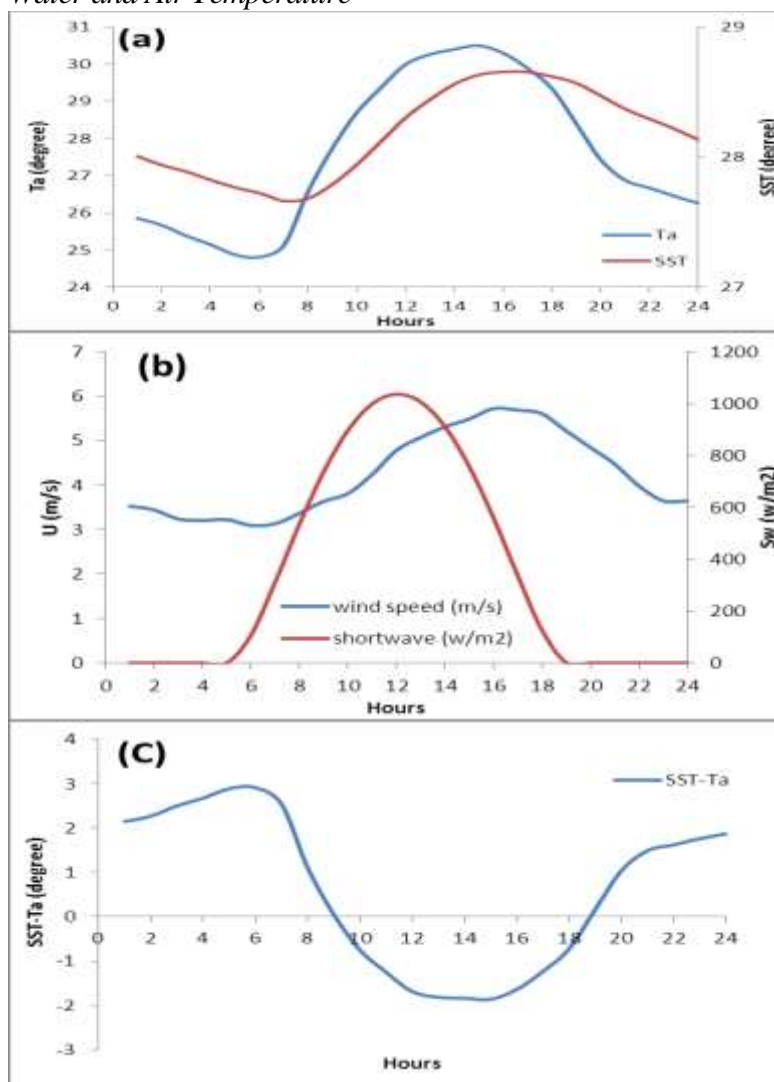 Water and Air Temperature
(a)
31
30
29
28
27
26
25
24
Ta (degree)
29
28
27
SST (degree)
Ta
SST
0 2 4 6 8 10 12 14 16 18 20 22 24
Hours
(b)
7
6
5
4
3
2
1
0
U (m/s)
1200
1000
800
600
400
200
0
Sw (w/m2)
wind speed (m/s)
shortwave (w/m2)
0 2 4 6 8 10 12 14 16 18 20 22 24
Hours
(C)
4
3
2
1
0
-1
-2
-3
SST-Ta (degree)
SST-Ta
0 2 4 6 8 10 12 14 16 18 20 22 24
Hours